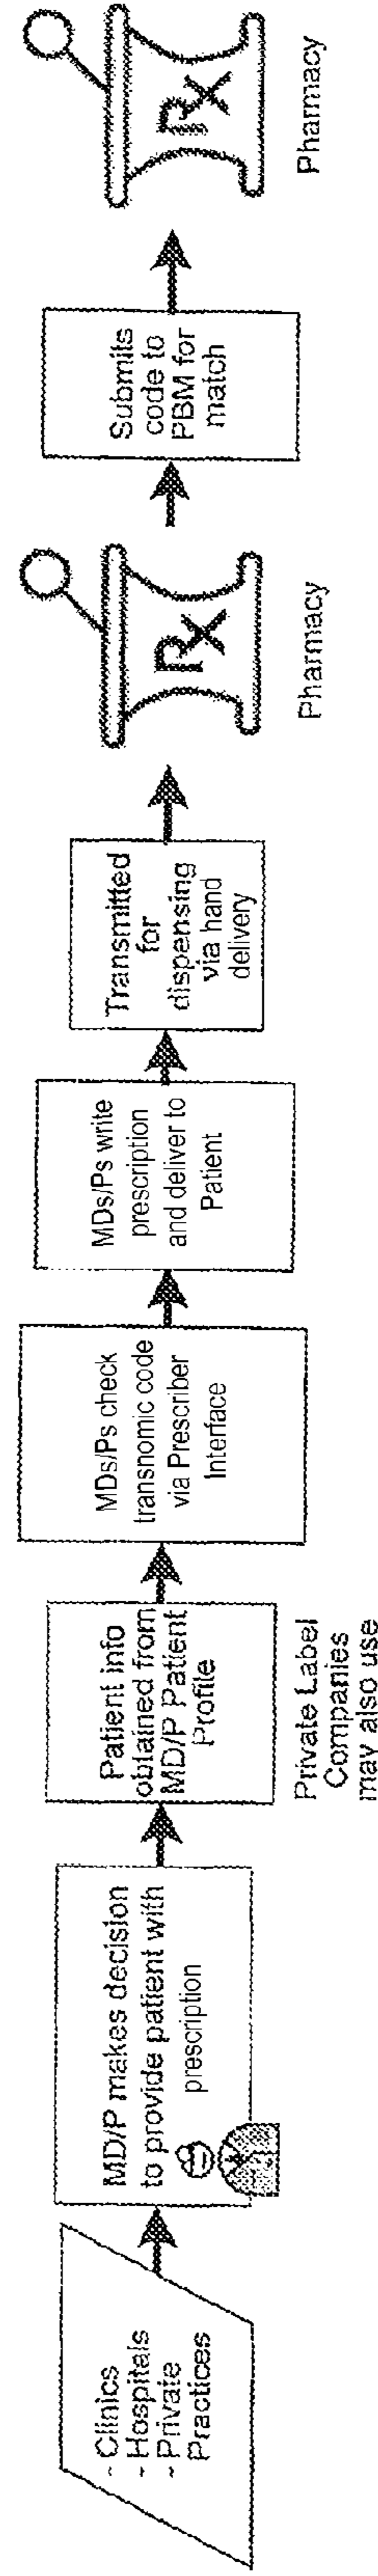 ~ Clinics
~ Hospitals
~ Private
Practices
MD/P makes decision
to provide patient with
prescription
Patient info
obtained from
MD/P Patient
Profile
Private Label
Companies
may also use
MDs/Ps check
transnomic code
via Prescriber
Interface
MDs/Ps write
prescription
and deliver to
Patient
Transmitted
for
dispensing
via hand
delivery
Rx
Pharmacy
Submits
code to
PBM for
match
Rx
Pharmacy